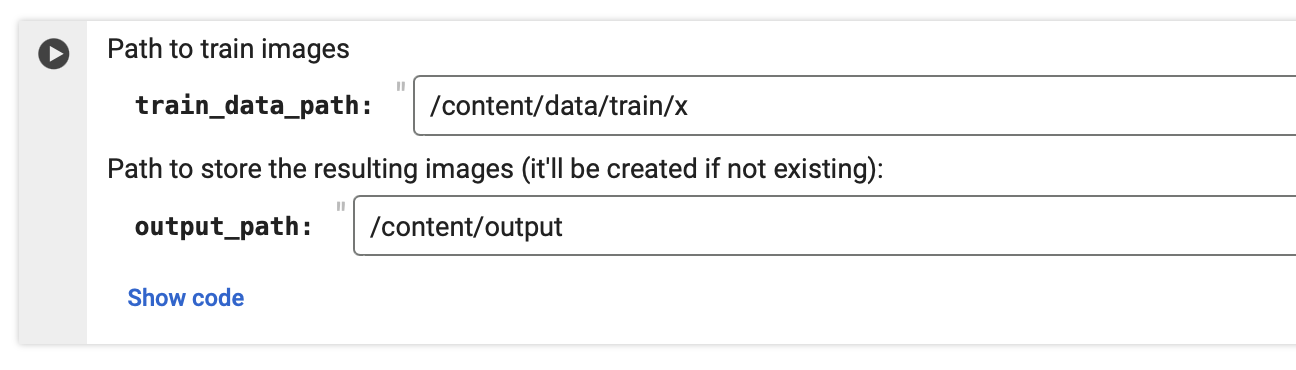 Path to train images
train_data_path: " /content/data/train/x
Path to store the resulting images (it'll be created if not existing):
output_path: " /content/output
Show code